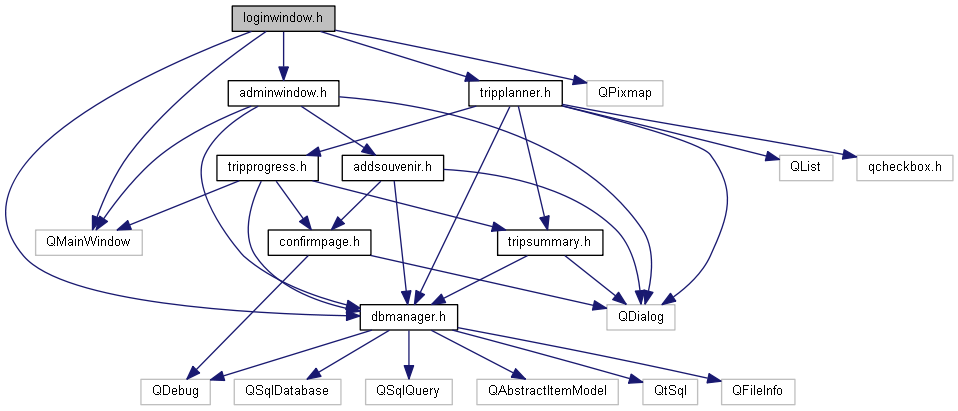 loginwindow.h
adminwindow.h
tripplanner.h
QPixmap
tripprogress.h
addsouvenir.h
QList
qcheckbox.h
QMainWindow
confirmpage.h
tripsummary.h
dbmanager.h
QDialog
QDebug
QSqlDatabase
QSqlQuery
QAbstractItemModel
QtSql
QFileInfo